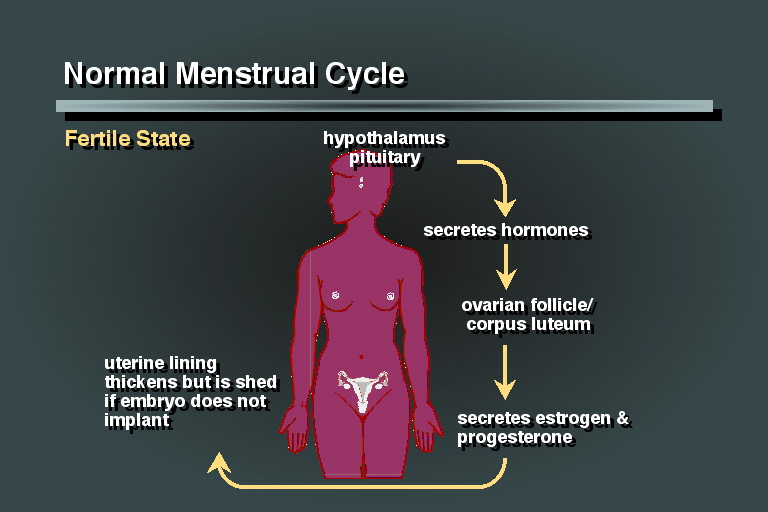 Normal Menstrual Cycle
Fertile State
hypothalamus
pituitary
secretes hormones
ovarian follicle/
corpus luteum
secretes estrogen &
progesterone
uterine lining
thickens but is shed
if embryo does not
implant